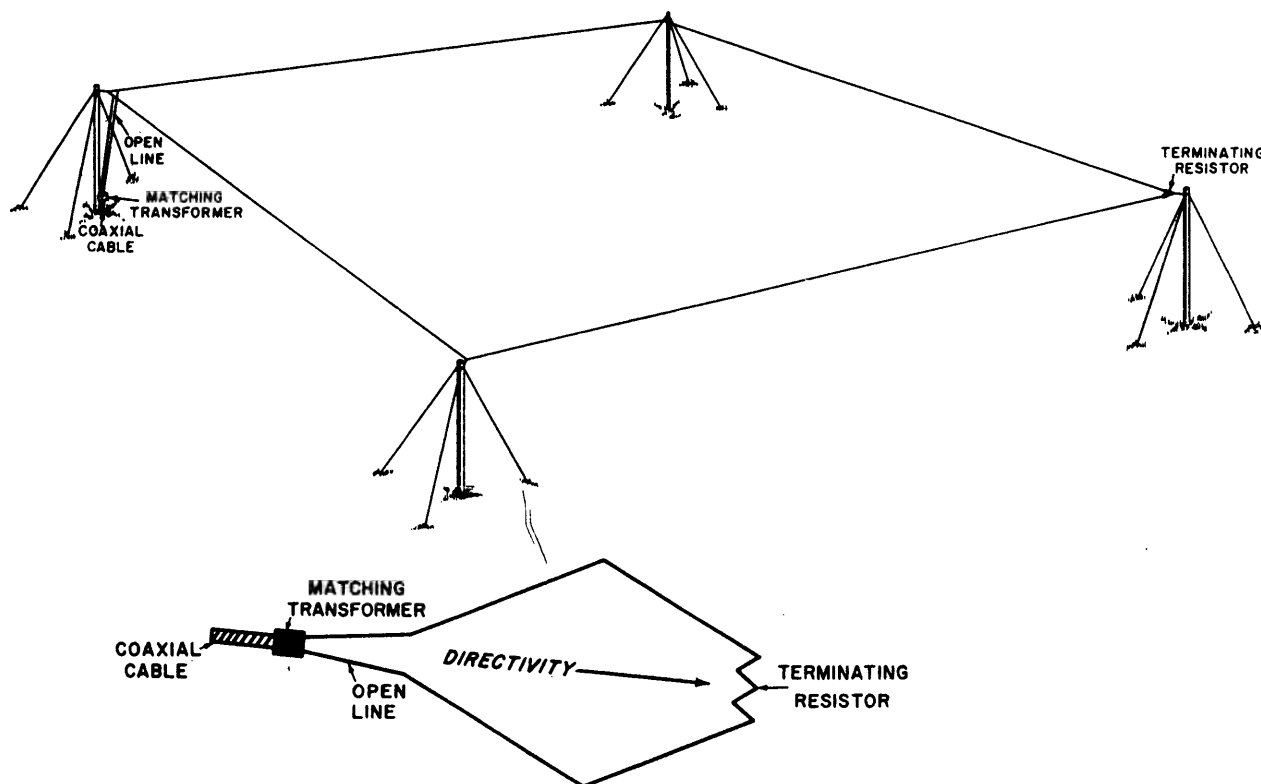 OPEN
LINE
MATCHING
TRANSFORMER
COAXIAL
CABLE
TERMINATING
RESISTOR
MATCHING
TRANSFORMER
COAXIAL
CABLE
OPEN
LINE
DIRECTIVITY
TERMINATING
RESISTOR